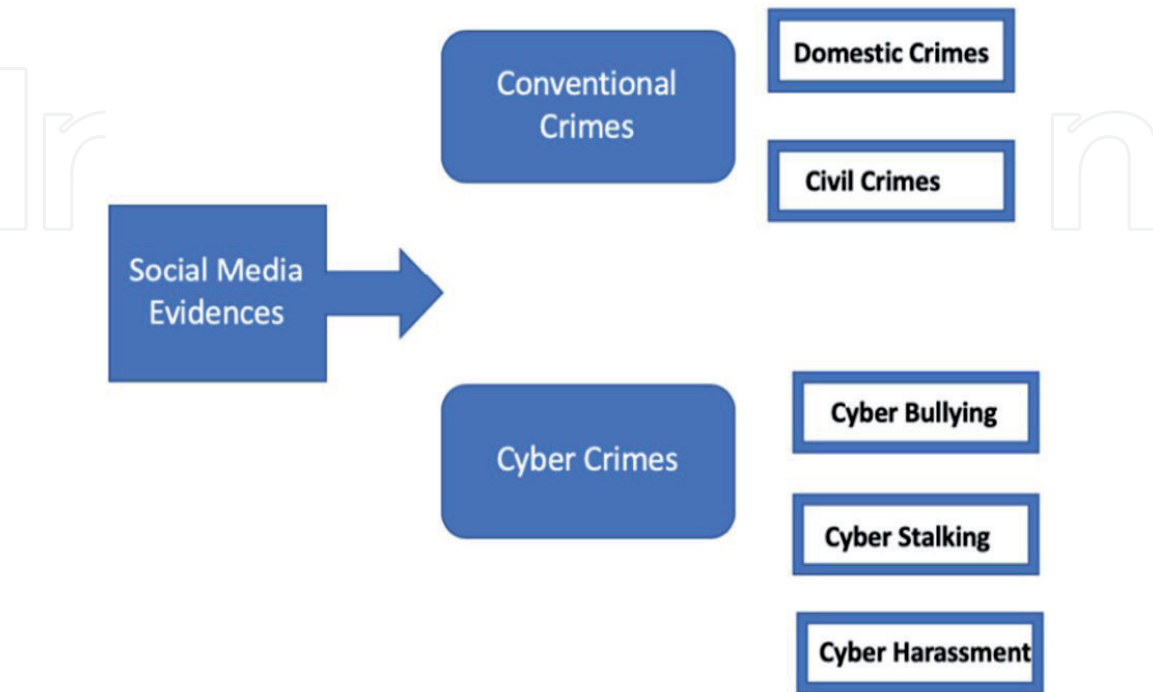 Conventional
Crimes
Domestic Crimes
Civil Crimes
Social Media
Evidences
Cyber Crimes
Cyber Bullying
Cyber Stalking
Cyber Harassment